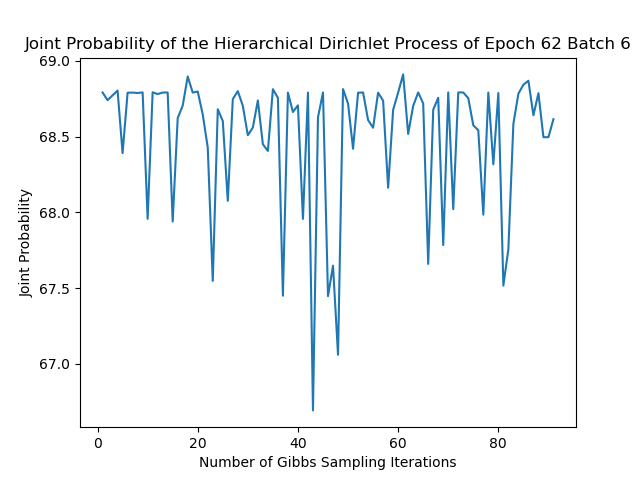 Joint Probability of the Hierarchical Dirichlet Process of Epoch 62 Batch 6
69.0
68.5
68.0
67.5
67.0
Joint Probability
0 20 40 60 80
Number of Gibbs Sampling Iterations